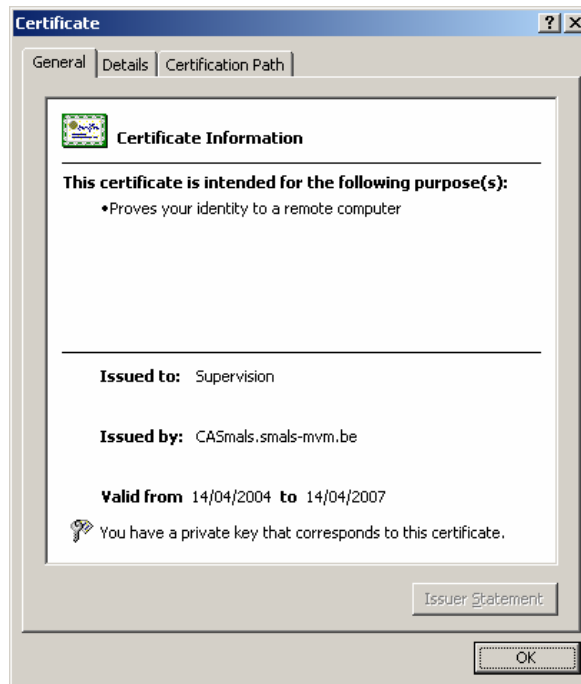 Certificate
General Details Certification Path
Certificate Information
This certificate is intended for the following purpose(s):
•Proves your identity to a remote computer
Issued to: Supervision
Issued by: CASmals.smals-mvm.be
Valid from 14/04/2004 to 14/04/2007
You have a private key that corresponds to this certificate.
Issuer Statement
OK